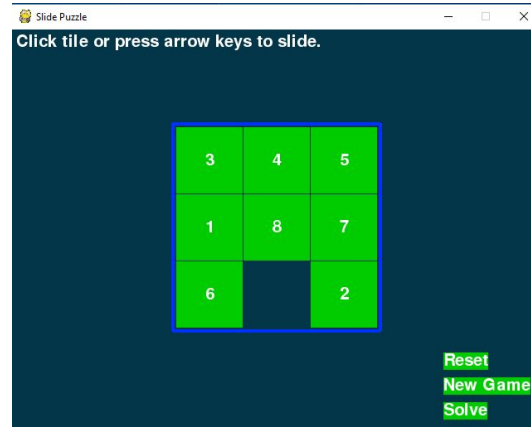 Slide Puzzle
Click tile or press arrow keys to slide.
3 4 5
1 8 7
6 2
Reset
New Game
Solve